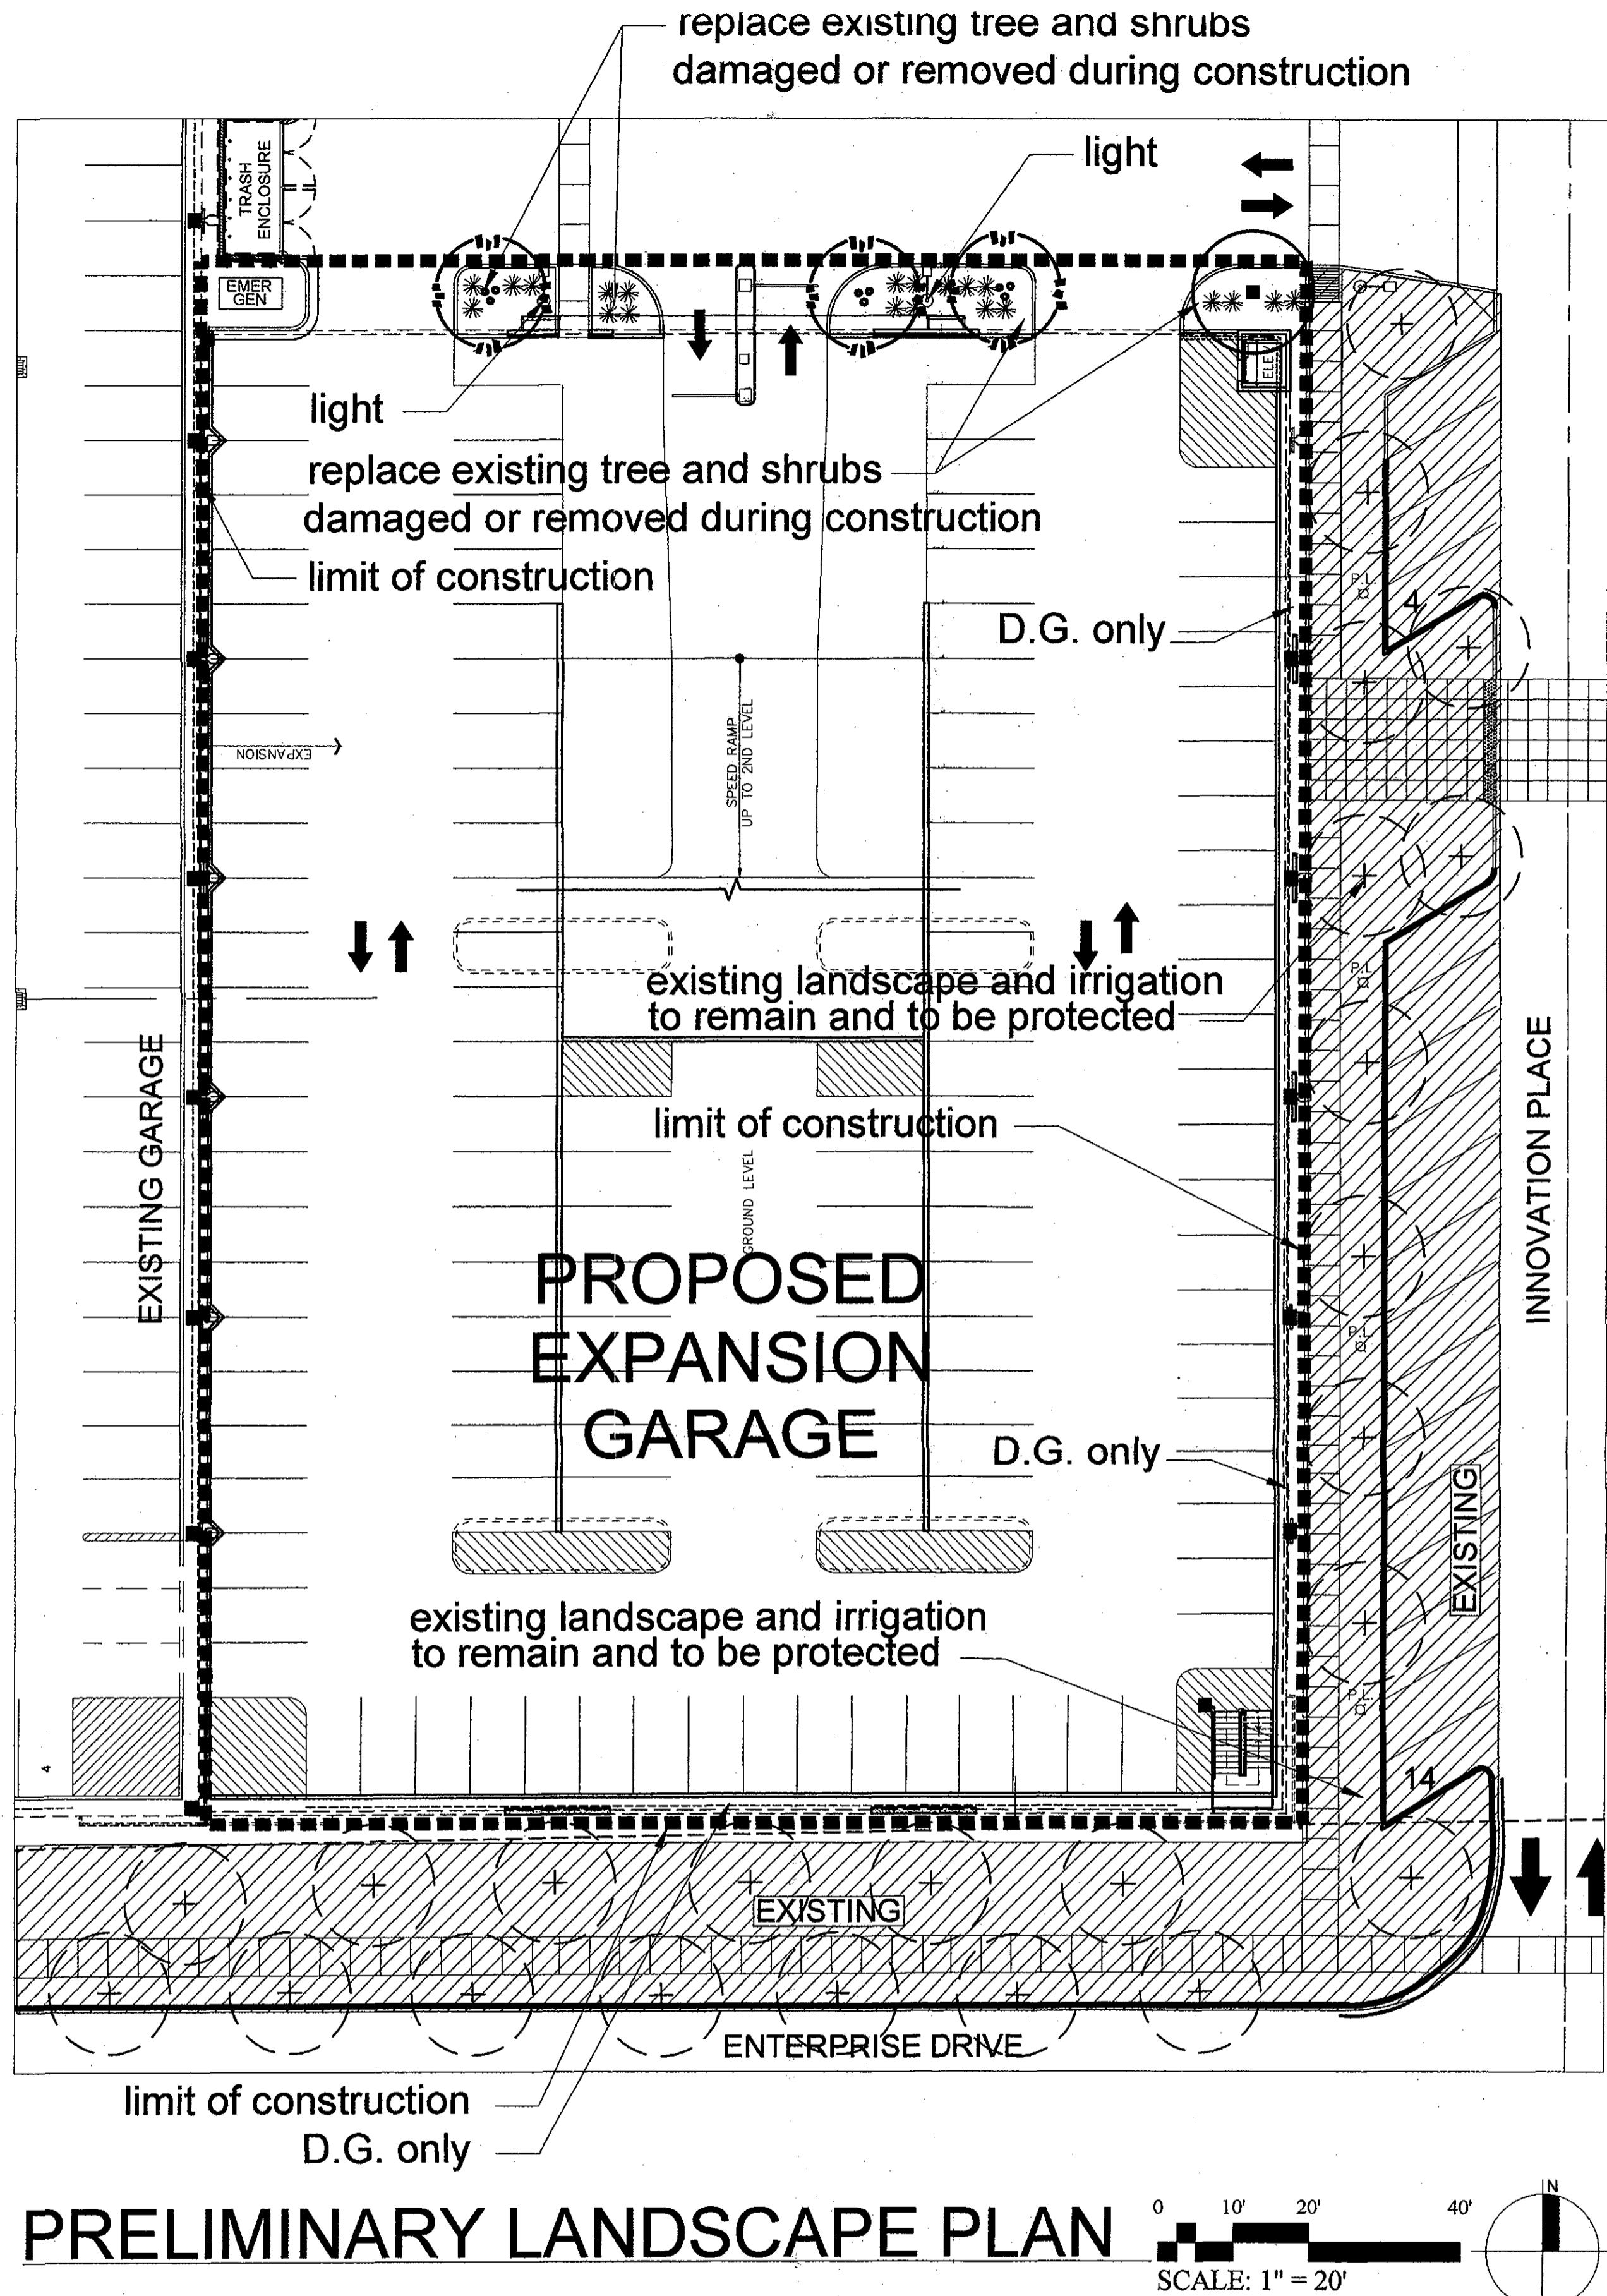 replace existing tree and shrubs
damaged or removed during construction
light
TRASH
ENCLOSURE
EMER
GEN
ELEV
light
replace existing tree and shrubs
damaged or removed during construction
limit of construction
P.L.
4
D.G. only
SPEED RAMP
UP TO 2ND LEVEL
EXPANSION
existing landscape and irrigation
to remain and to be protected
P.L.
EXISTING GARAGE
INNOVATION PLACE
limit of construction
GROUND LEVEL
PROPOSED
EXPANSION
GARAGE
P.L.
D.G. only
EXISTING
existing landscape and irrigation
to remain and to be protected
P.L.
4
14
EXISTING
ENTERPRISE DRIVE
limit of construction
D.G. only
PRELIMINARY LANDSCAPE PLAN
0 10' 20' 40'
SCALE: 1" = 20'
N